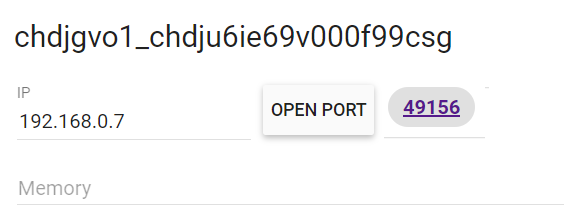 chdjgvo1_chdju6ie69v000f99csg
IP
192.168.0.7
OPEN PORT
49156
Memory